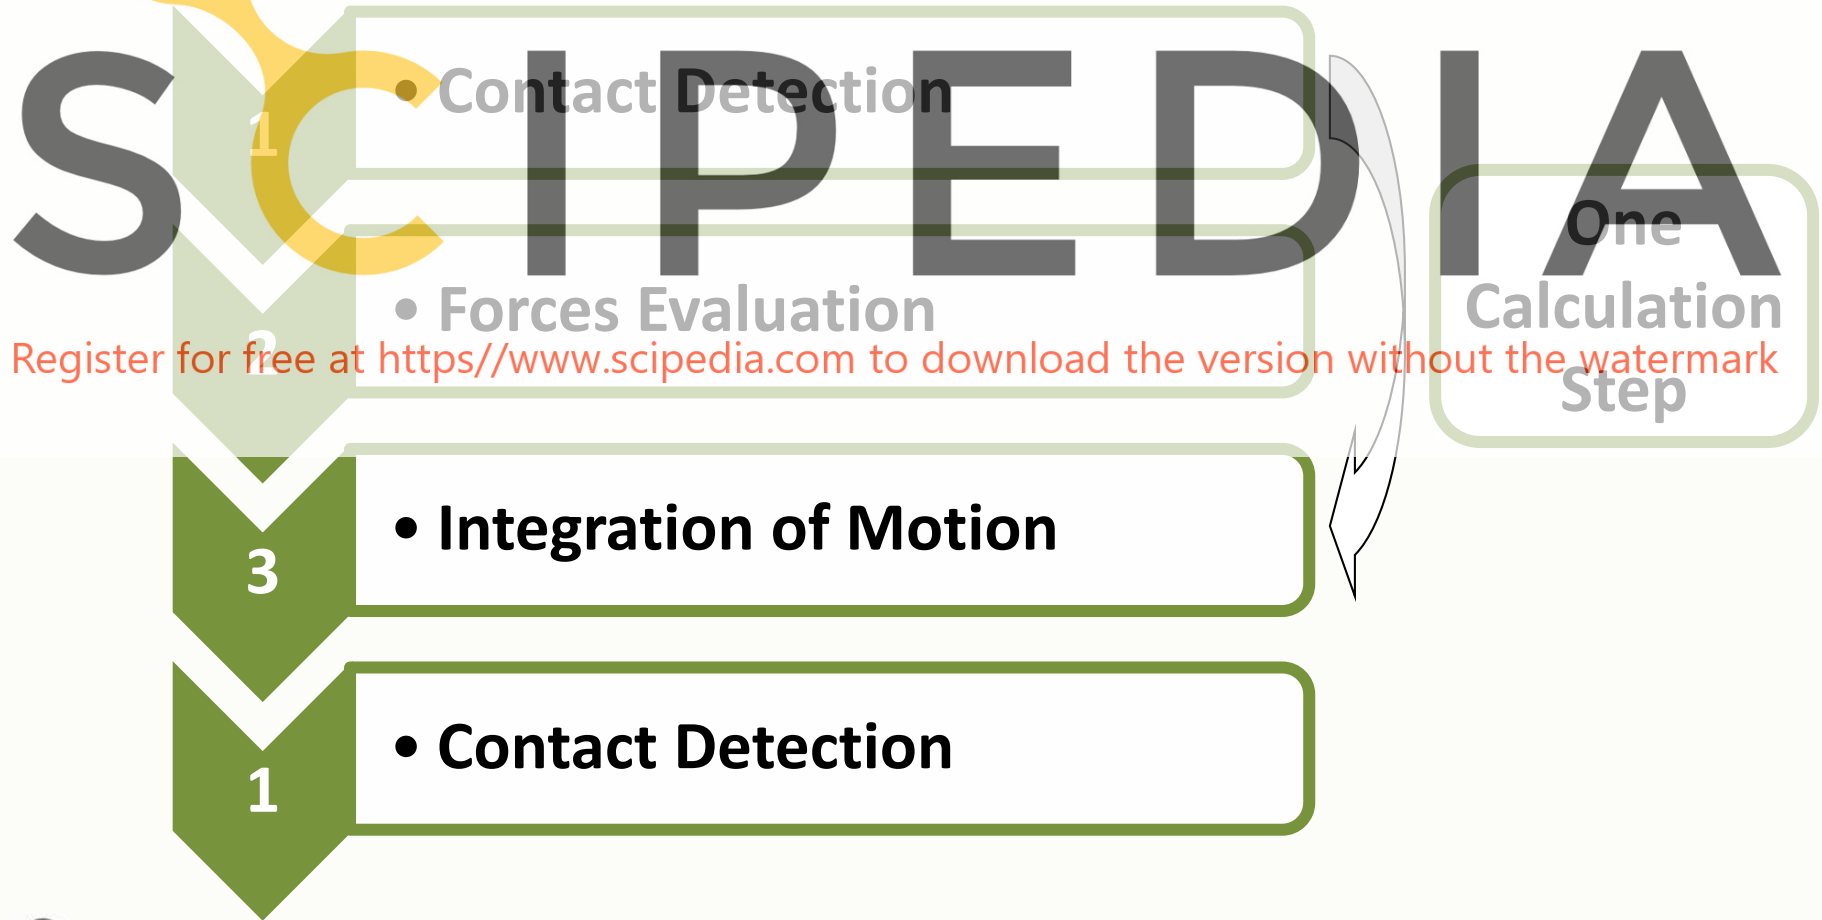 SCIPEDIA
1
• Contact Detection
2
• Forces Evaluation
One
Calculation
Step
Register for free at https//www.scipedia.com to download the version without the watermark
3
• Integration of Motion
1
• Contact Detection